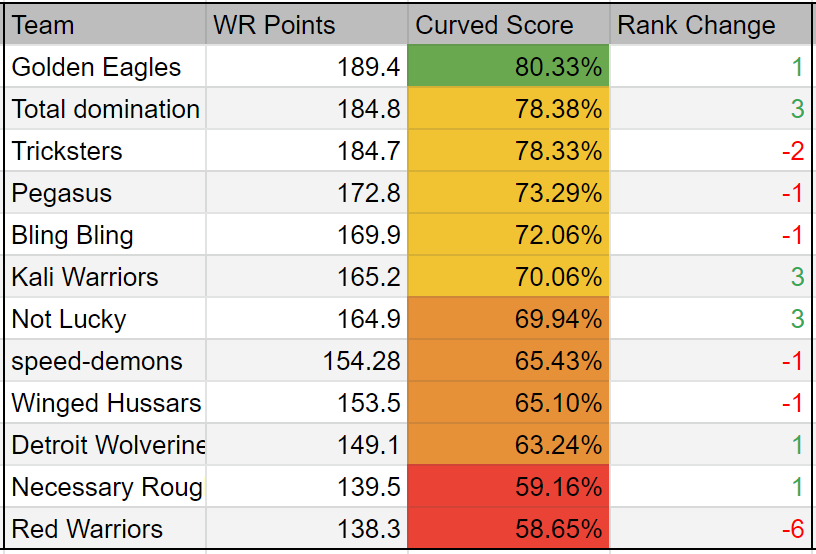 Team WR Points Curved Score Rank Change
Golden Eagles 189.4 80.33% 1
Total domination 184.8 78.38% 3
Tricksters 184.7 78.33% -2
Pegasus 172.8 73.29% -1
Bling Bling 169.9 72.06% -1
Kali Warriors 165.2 70.06% 3
Not Lucky 164.9 69.94% 3
speed-demons 154.28 65.43% -1
Winged Hussars 153.5 65.10% -1
Detroit Wolverine 149.1 63.24% 1
Necessary Roug 139.5 59.16% 1
Red Warriors 138.3 58.65% -6